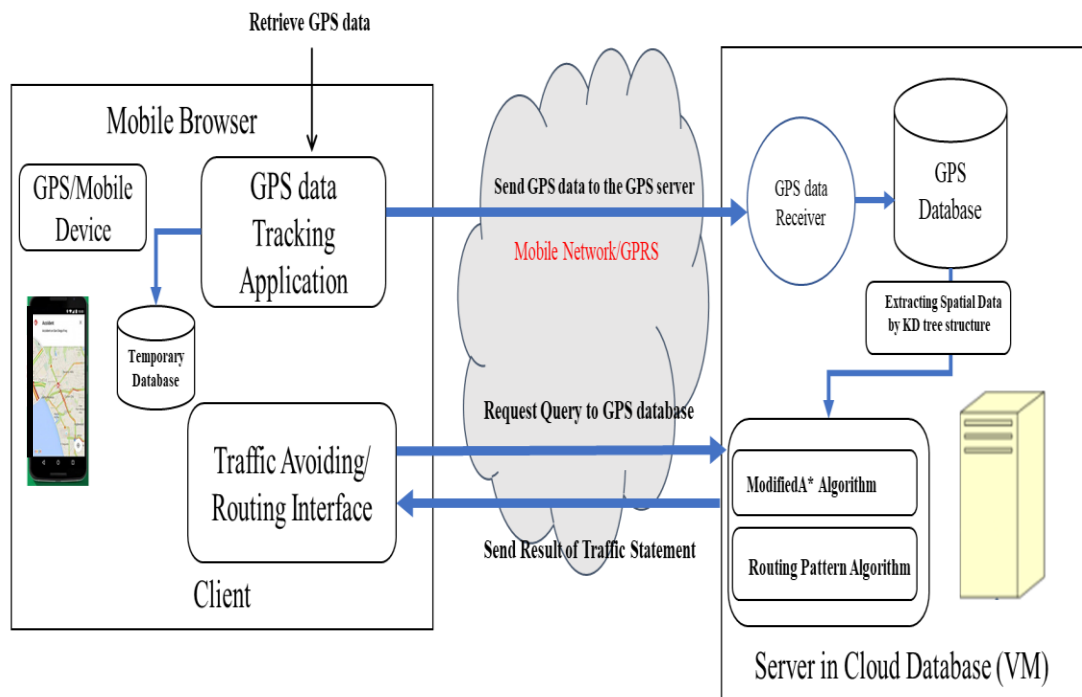 Retrieve GPS data
Mobile Browser
GPS/Mobile
Device
GPS data
Tracking
Application
Temporary
Database
Traffic Avoiding/
Routing Interface
Client
Send GPS data to the GPS server
Mobile Network/GPRS
Request Query to GPS database
Send Result of Traffic Statement
GPS data
Receiver
GPS
Database
Extracting Spatial Data
by KD tree structure
ModifiedA* Algorithm
Routing Pattern Algorithm
Server in Cloud Database (VM)